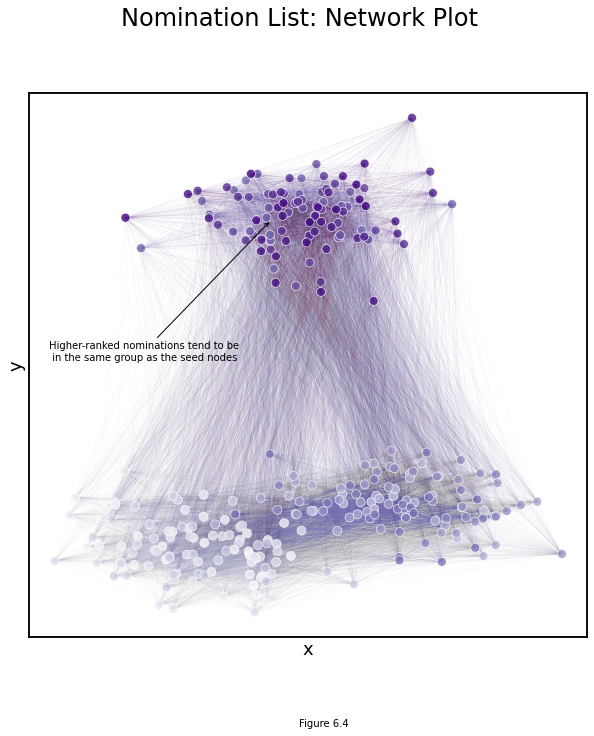 Nomination List: Network Plot
Higher-ranked nominations tend to be
in the same group as the seed nodes
y
x
Figure 6.4